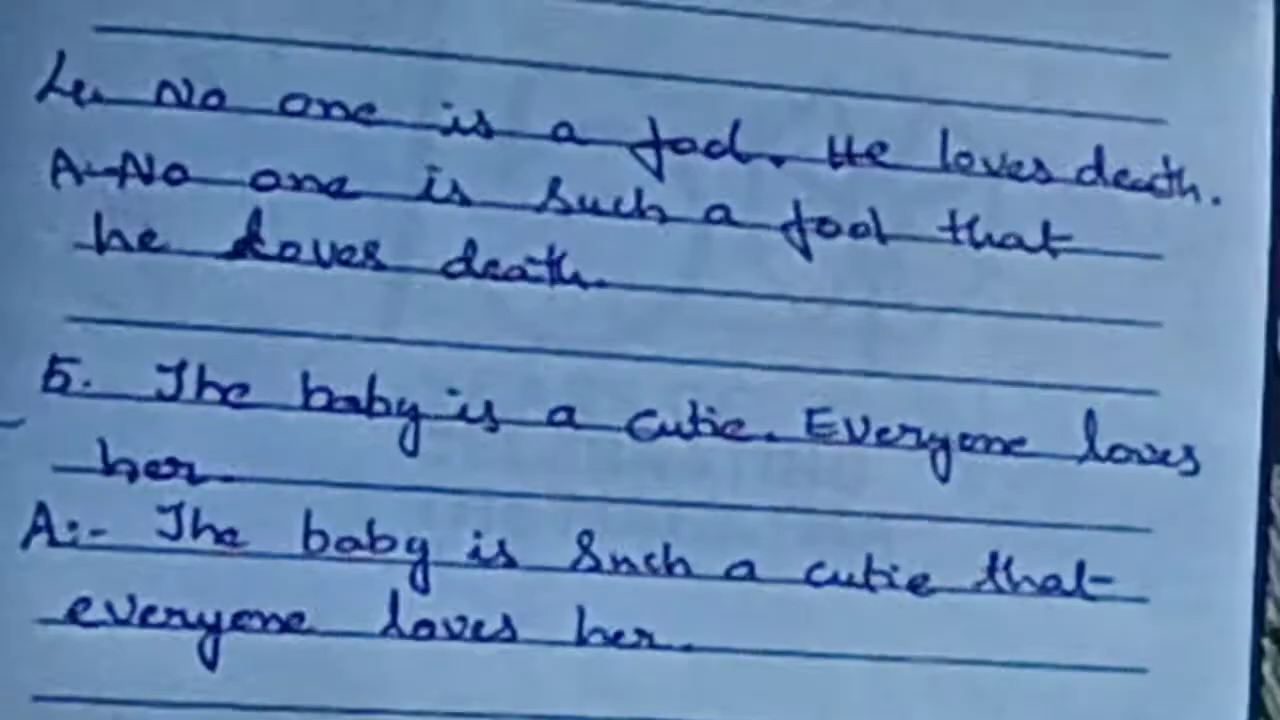 4. No one is a fool. He loves death.
A:-No one is such a fool that
he loves death.
5. The baby is a cutie. Everyone loves
her.
A:- The baby is Such a cutie that
everyone loves her.